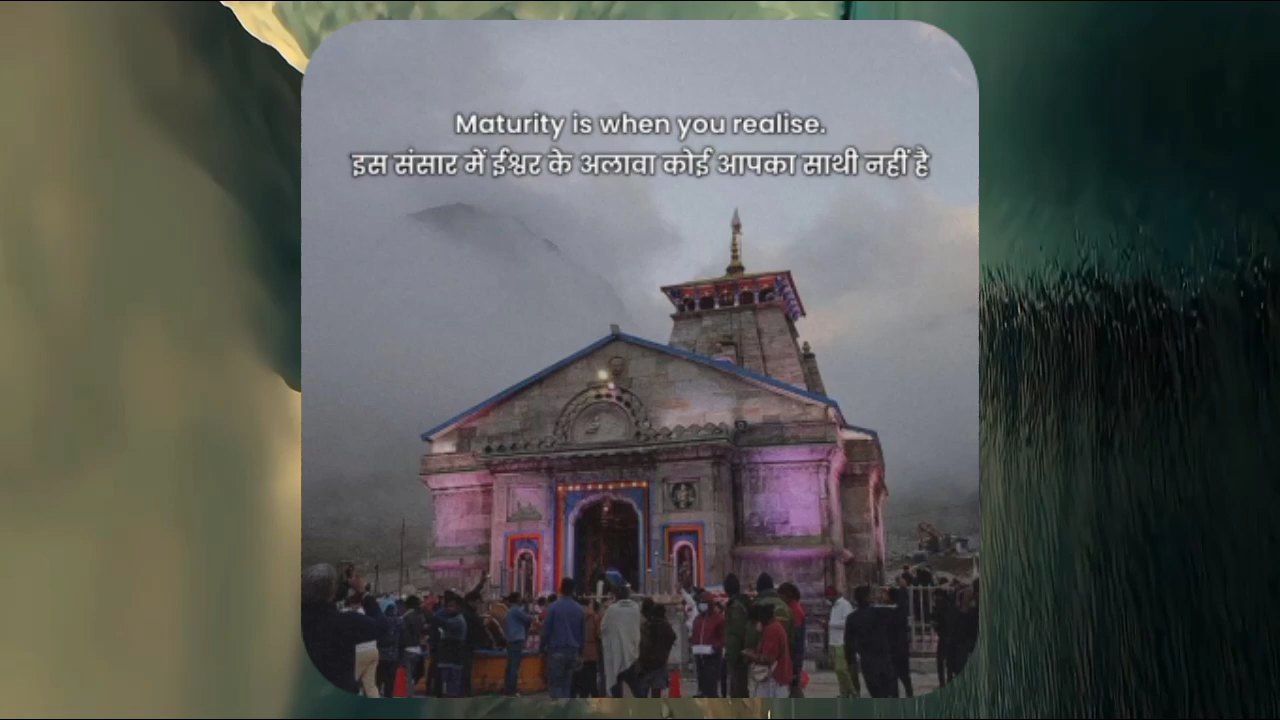 Maturity is when you realise.
इस संसार में ईश्वर के अलावा कोई आपका साथी नहीं है